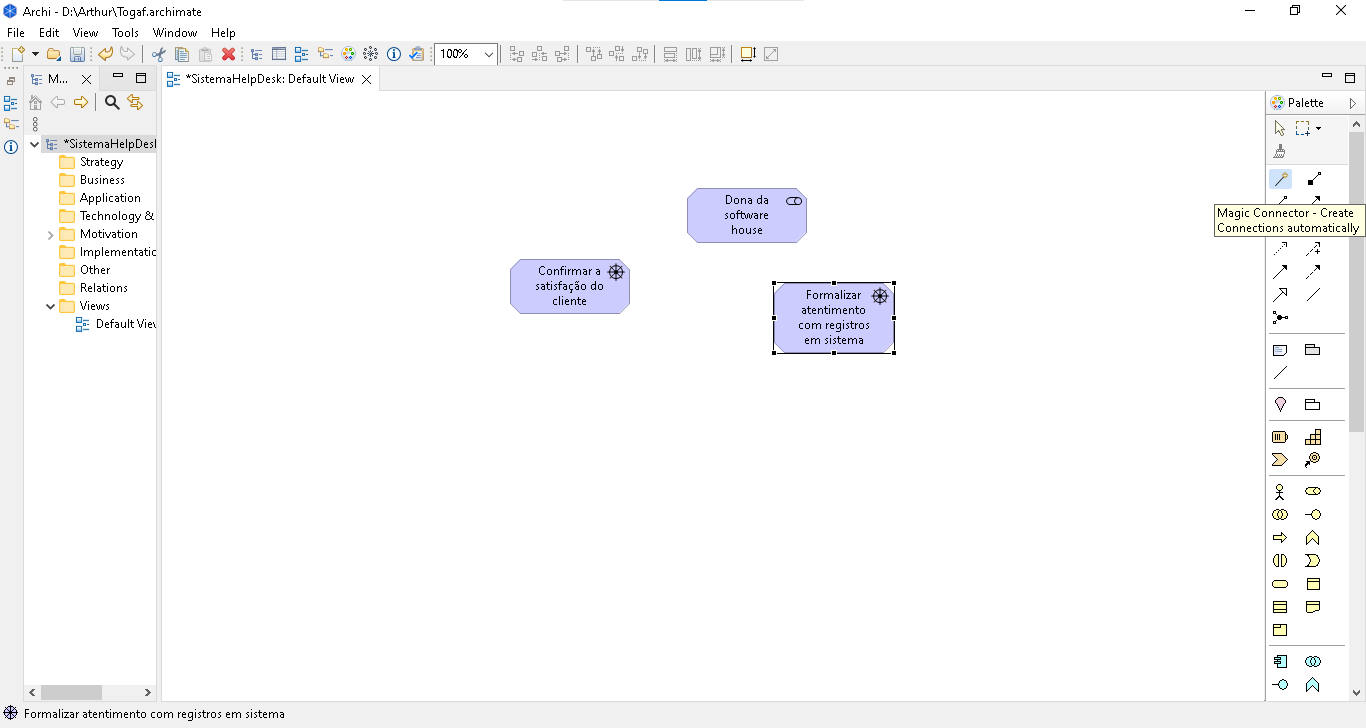 Archi - D:\Arthur\Togaf.archimate
File Edit View Tools Window Help
100%
M...
*SistemaHelpDesk: Default View
Palette
*SistemaHelpDesl
Strategy
Business
Application
Technology &
Motivation
Implementatic
Other
Relations
Views
Default Viev
Dona da
software
house
Confirmar a
satisfação do
cliente
Formalizar
atentimento
com registros
em sistema
Magic Connector - Create
Connections automatically
Formalizar atentimento com registros em sistema